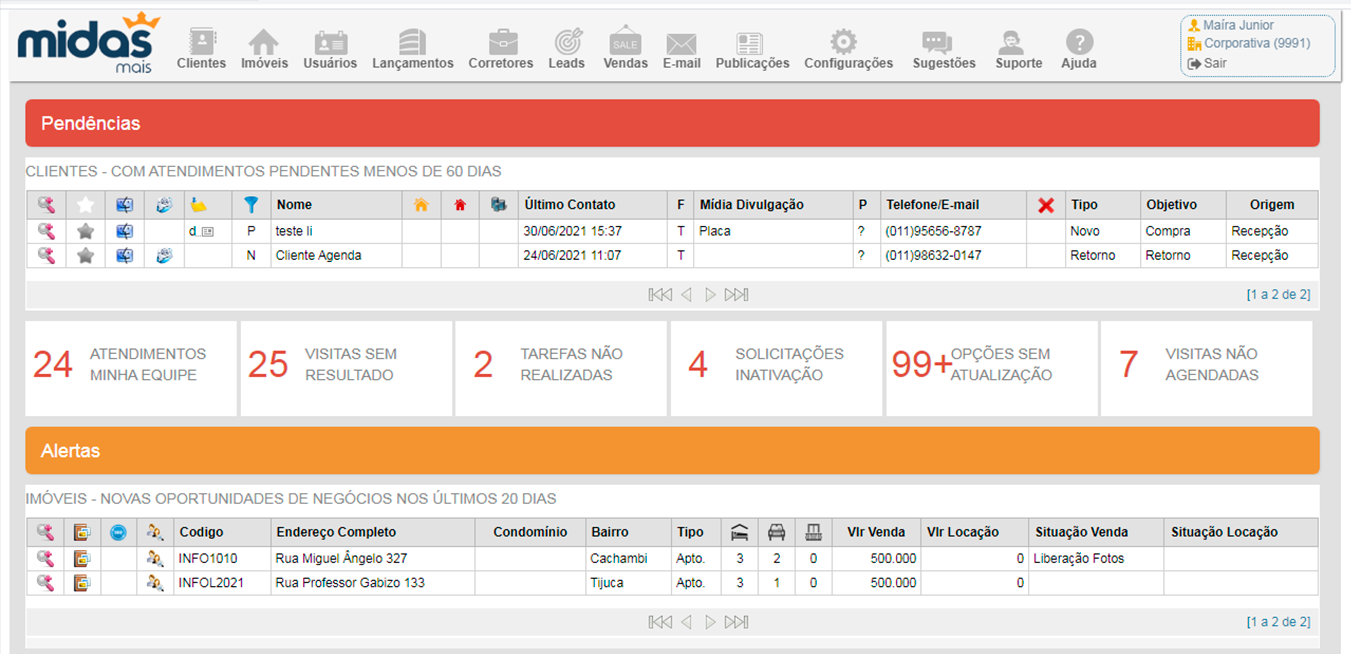 midas
mais
Clientes Imóveis Usuários Lançamentos Corretores Leads Vendas E-mail Publicações Configurações Sugestões Suporte Ajuda
SALE
Maíra Junior
Corporativa (9991)
Sair
Pendências
CLIENTES - COM ATENDIMENTOS PENDENTES MENOS DE 60 DIAS
Nome Último Contato F Mídia Divulgação P Telefone/E-mail Tipo Objetivo Origem
d P teste li 30/06/2021 15:37 T Placa ? (011)95656-8787 Novo Compra Recepção
N Cliente Agenda 24/06/2021 11:07 T ? (011)98632-0147 Retorno Retorno Recepção
[1 a 2 de 2]
24 ATENDIMENTOS
MINHA EQUIPE
25 VISITAS SEM
RESULTADO
2 TAREFAS NÃO
REALIZADAS
4 SOLICITAÇÕES
INATIVAÇÃO
99+ OPÇÕES SEM
ATUALIZAÇÃO
7 VISITAS NÃO
AGENDADAS
Alertas
IMÓVEIS - NOVAS OPORTUNIDADES DE NEGÓCIOS NOS ÚLTIMOS 20 DIAS
Codigo Endereço Completo Condomínio Bairro Tipo Vlr Venda Vlr Locação Situação Venda Situação Locação
INFO1010 Rua Miguel Ângelo 327 Cachambi Apto. 3 2 0 500.000 0 Liberação Fotos
INFOL2021 Rua Professor Gabizo 133 Tijuca Apto. 3 1 0 500.000 0
[1 a 2 de 2]